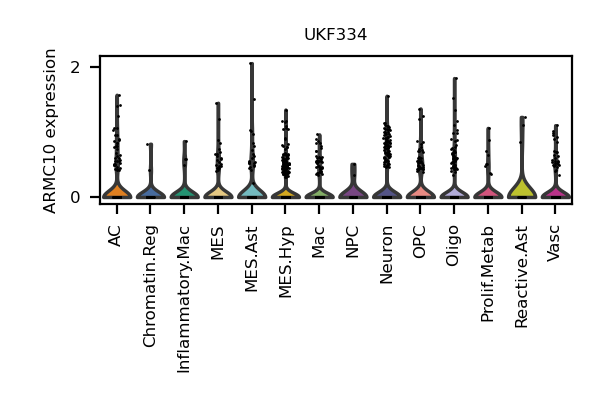 UKF334
ARMC10 expression
2
0
AC
Chromatin.Reg
Inflammatory.Mac
MES
MES.Ast
MES.Hyp
Mac
NPC
Neuron
OPC
Oligo
Prolif.Metab
Reactive.Ast
Vasc